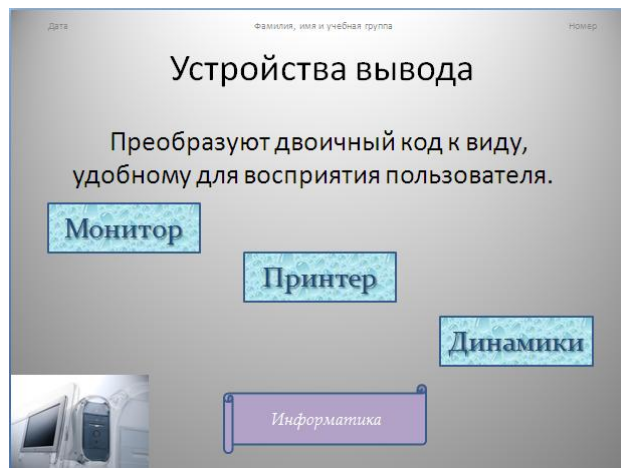 Дата Фамилия, имя и учебная группа Номер
Устройства вывода
Преобразуют двоичный код к виду,
удобному для восприятия пользователя.
Монитор
Принтер
Динамики
Информатика